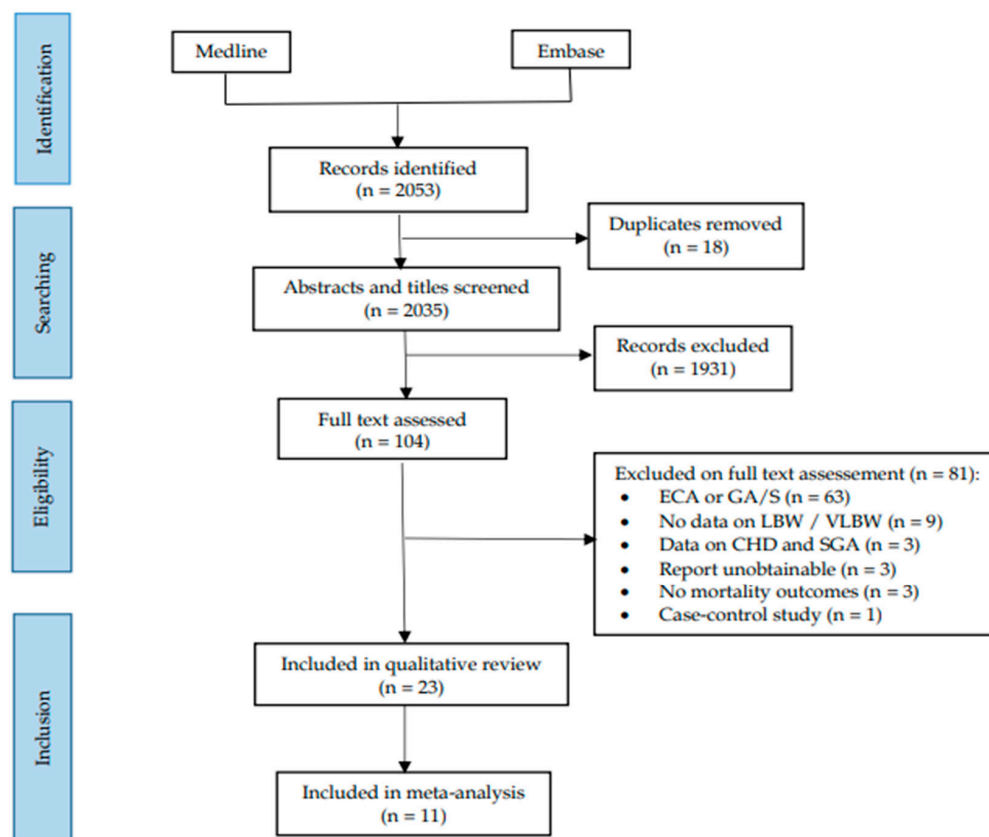 Identification
Medline
Embase
Records identified
(n = 2053)
Searching
Duplicates removed
(n = 18)
Abstracts and titles screened
(n = 2035)
Records excluded
(n = 1931)
Eligibility
Full text assessed
(n = 104)
Excluded on full text assessement (n = 81):
• ECA or GA/S (n = 63)
• No data on LBW / VLBW (n = 9)
• Data on CHD and SGA (n = 3)
• Report unobtainable (n = 3)
• No mortality outcomes (n = 3)
• Case-control study (n = 1)
Inclusion
Included in qualitative review
(n = 23)
Included in meta-analysis
(n = 11)